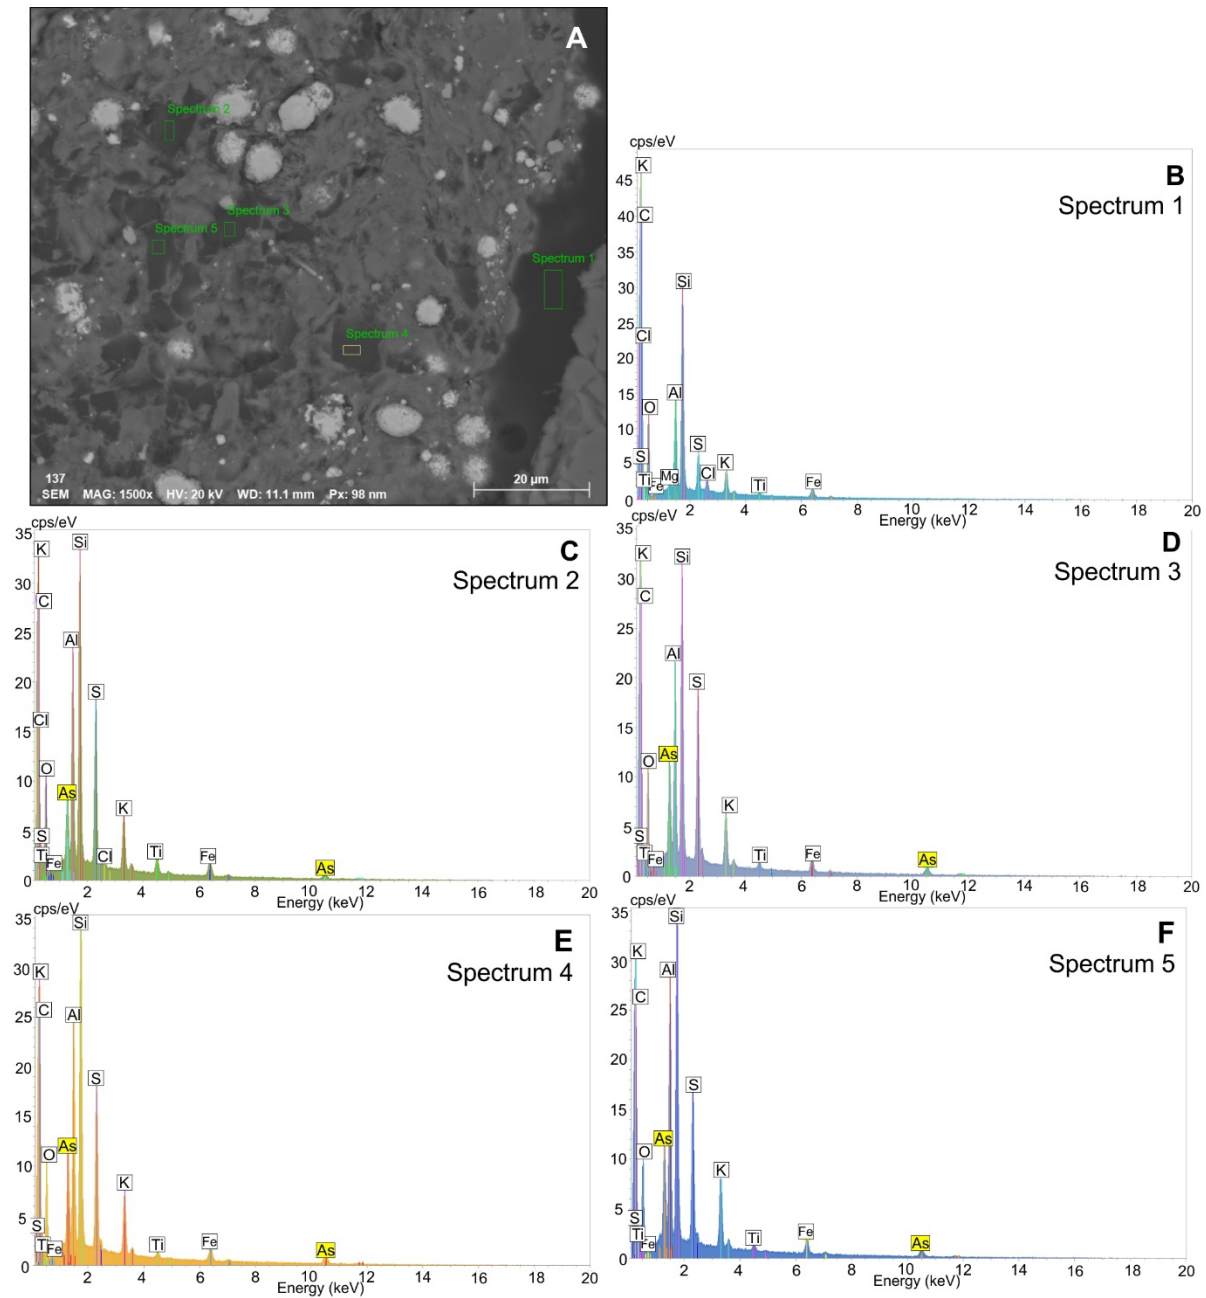 A
Spectrum 2
Spectrum 3
Spectrum 5
Spectrum 1
Spectrum 4
137
SEM MAG: 1500x HV: 20 kV WD: 11.1 mm Px: 98 nm
20 µm
cps/eV
B
Spectrum 1
K
C
Si
Cl
Al
O
S
S
Cl
K
Ti
Fe
Mg
Ti
Fe
45
40
35
30
25
20
15
10
5
0
2 4 6 8 10 12 14 16 18 20
Energy (keV)
cps/eV
C
Spectrum 2
K
Si
C
Al
S
Cl
O
As
K
S
Ti
Fe
Cl
Ti
Fe
As
35
30
25
20
15
10
5
0
2 4 6 8 10 12 14 16 18 20
Energy (keV)
cps/eV
D
Spectrum 3
K
Si
C
Al
S
As
O
K
S
Fe
Ti
Fe
As
35
30
25
20
15
10
5
0
2 4 6 8 10 12 14 16 18 20
Energy (keV)
cps/eV
E
Spectrum 4
Si
K
C
Al
S
As
O
K
S
Fe
Ti
Fe
As
35
30
25
20
15
10
5
0
2 4 6 8 10 12 14 16 18 20
Energy (keV)
cps/eV
F
Spectrum 5
Si
K
Al
C
S
As
O
K
S
Ti
Fe
Ti
Fe
As
35
30
25
20
15
10
5
0
2 4 6 8 10 12 14 16 18 20
Energy (keV)